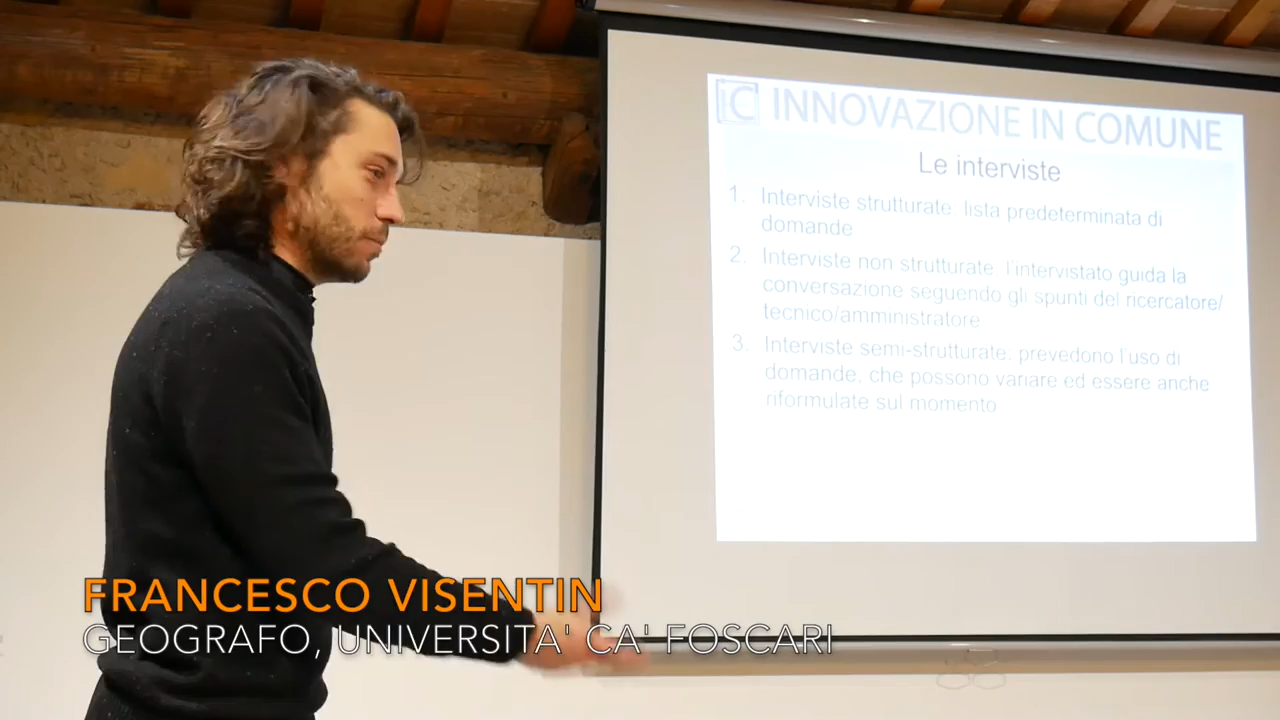 iC INNOVAZIONE IN COMUNE
Le interviste
1. Interviste strutturate: lista predeterminata di
domande
2. Interviste non strutturate: l'intervistato guida la
conversazione seguendo gli spunti del ricercatore/
tecnico/amministratore
3. Interviste semi-strutturate: prevedono l'uso di
domande, che possono variare ed essere anche
riformulate sul momento
FRANCESCO VISENTIN
GEOGRAFO, UNIVERSITA' CA' FOSCARI